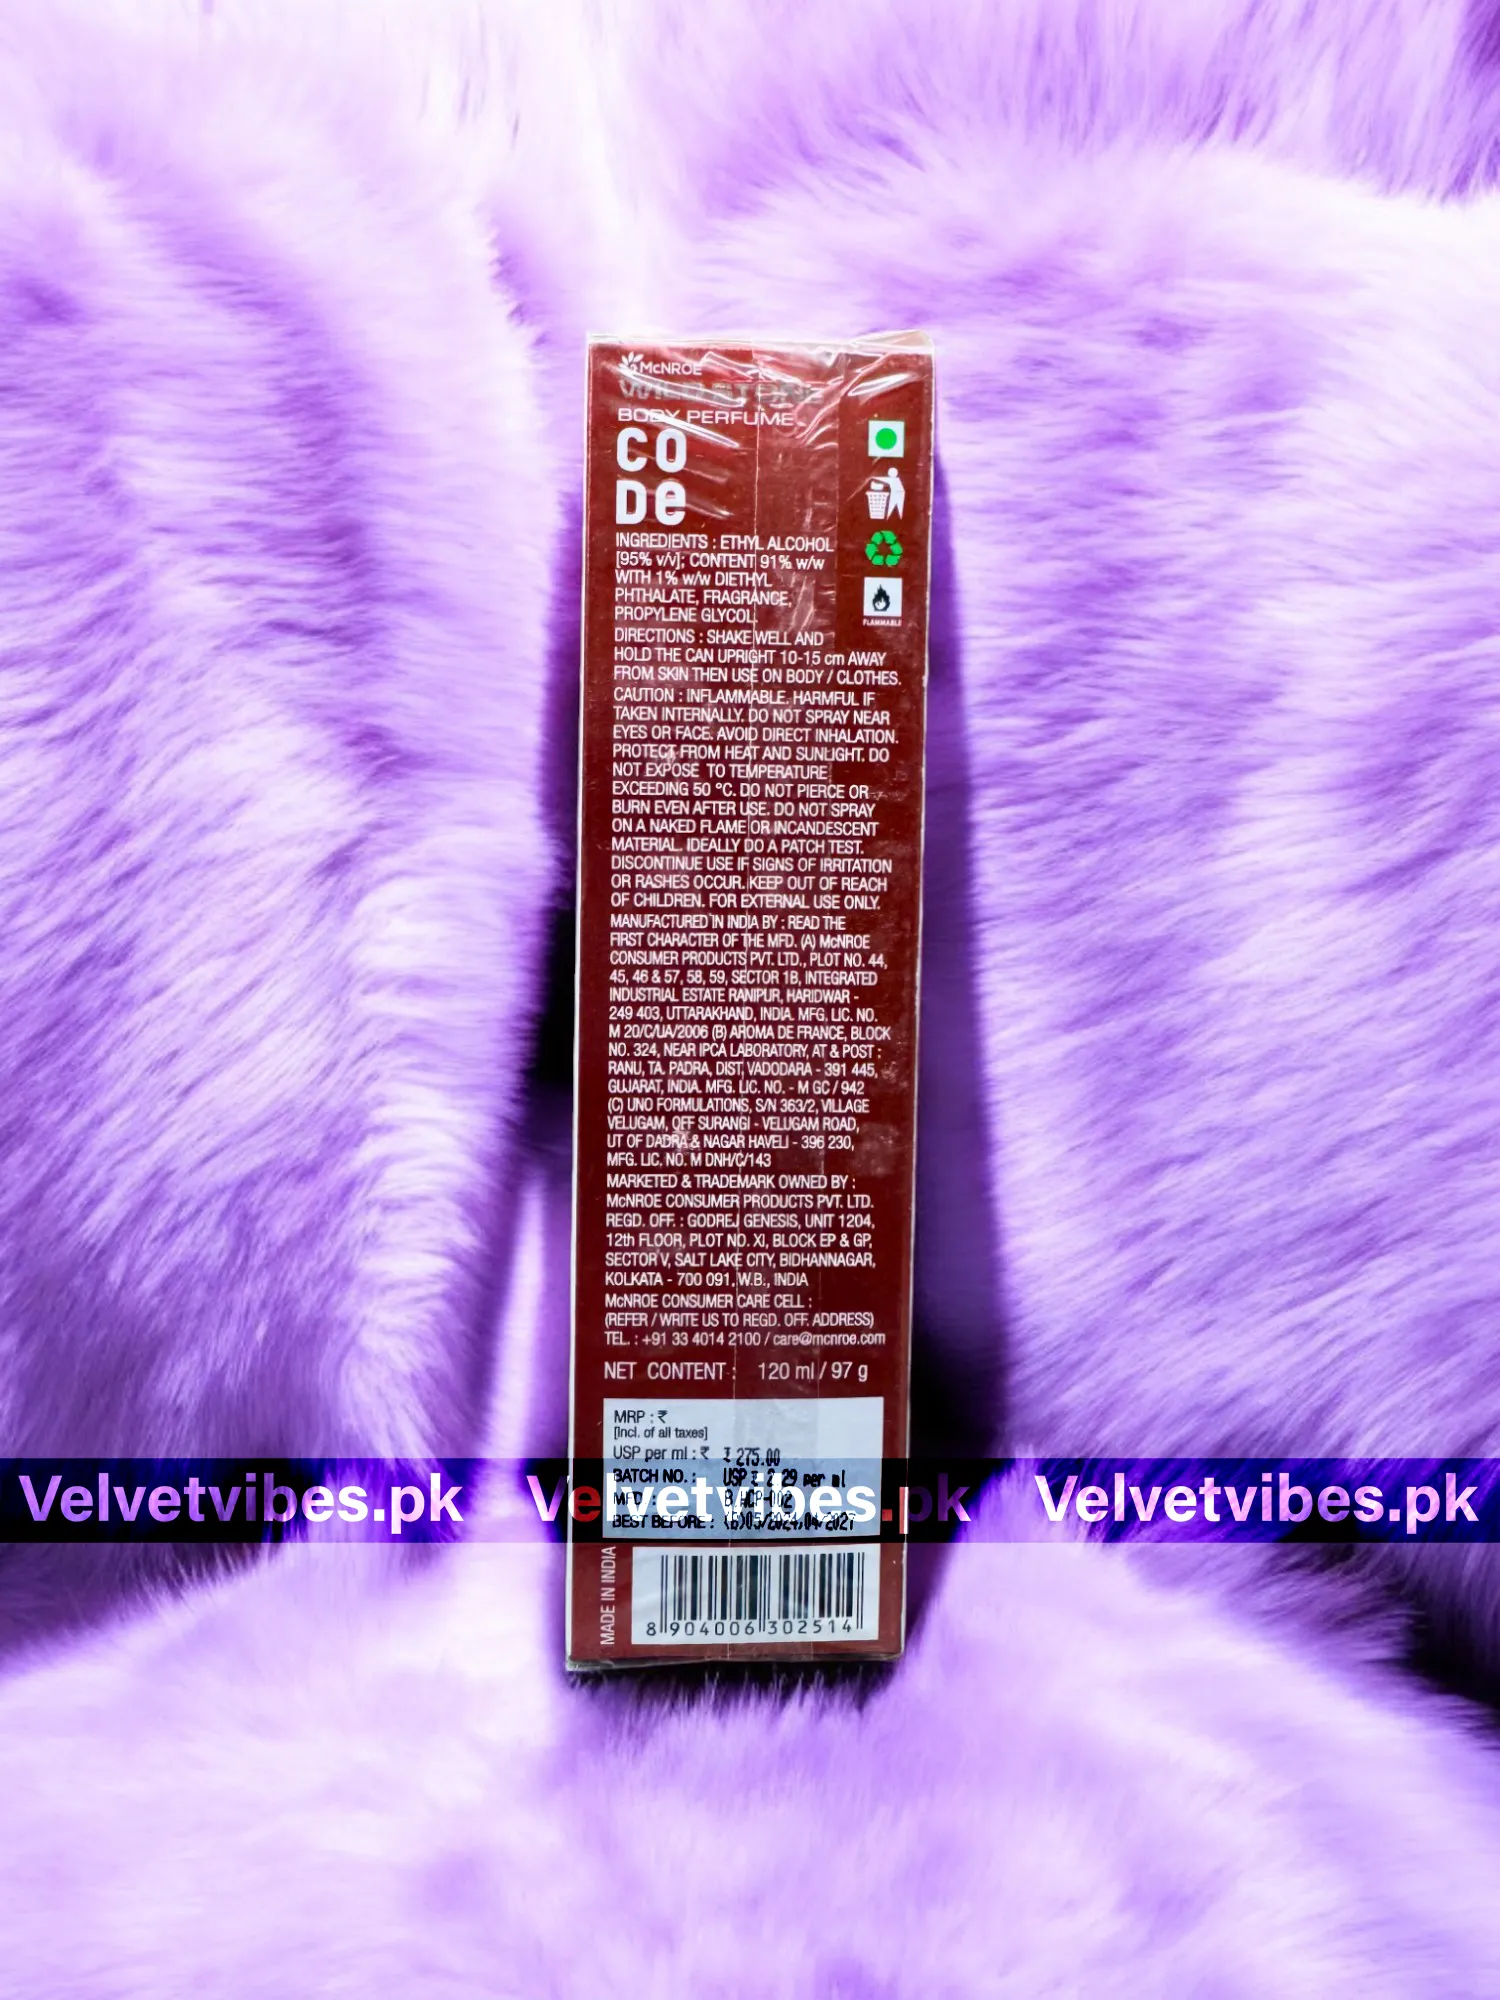 McNROE
WILD STONE
BODY PERFUME
CO
De
INGREDIENTS : ETHYL ALCOHOL
[95% v/v]; CONTENT 91% w/w
WITH 1% w/w DIETHYL
PHTHALATE, FRAGRANCE,
PROPYLENE GLYCOL.
FLAMMABLE
DIRECTIONS : SHAKE WELL AND
HOLD THE CAN UPRIGHT 10-15 cm AWAY
FROM SKIN THEN USE ON BODY / CLOTHES.
CAUTION : INFLAMMABLE. HARMFUL IF
TAKEN INTERNALLY. DO NOT SPRAY NEAR
EYES OR FACE. AVOID DIRECT INHALATION.
PROTECT FROM HEAT AND SUNLIGHT. DO
NOT EXPOSE TO TEMPERATURE
EXCEEDING 50 °C. DO NOT PIERCE OR
BURN EVEN AFTER USE. DO NOT SPRAY
ON A NAKED FLAME OR INCANDESCENT
MATERIAL. IDEALLY DO A PATCH TEST.
DISCONTINUE USE IF SIGNS OF IRRITATION
OR RASHES OCCUR. KEEP OUT OF REACH
OF CHILDREN. FOR EXTERNAL USE ONLY.
MANUFACTURED IN INDIA BY : READ THE
FIRST CHARACTER OF THE MFD. (A) McNROE
CONSUMER PRODUCTS PVT. LTD., PLOT NO. 44,
45, 46 & 57, 58, 59, SECTOR 1B, INTEGRATED
INDUSTRIAL ESTATE RANIPUR, HARIDWAR -
249 403, UTTARAKHAND, INDIA. MFG. LIC. NO.
M 20/C/UA/2006 (B) AROMA DE FRANCE, BLOCK
NO. 324, NEAR IPCA LABORATORY, AT & POST :
RANU, TA. PADRA, DIST. VADODARA - 391 445,
GUJARAT, INDIA. MFG. LIC. NO. - M GC / 942
(C) UNO FORMULATIONS, S/N 363/2, VILLAGE
VELUGAM, OFF SURANGI - VELUGAM ROAD,
UT OF DADRA & NAGAR HAVELI - 396 230,
MFG. LIC. NO. M DNH/C/143
MARKETED & TRADEMARK OWNED BY :
McNROE CONSUMER PRODUCTS PVT. LTD.
REGD. OFF. : GODREJ GENESIS, UNIT 1204,
12th FLOOR, PLOT NO. XI, BLOCK EP & GP,
SECTOR V, SALT LAKE CITY, BIDHANNAGAR,
KOLKATA - 700 091, W.B., INDIA
McNROE CONSUMER CARE CELL :
(REFER / WRITE US TO REGD. OFF. ADDRESS)
TEL. : +91 33 4014 2100 / care@mcnroe.com
NET CONTENT : 120 ml / 97 g
MRP : ₹
[Incl. of all taxes]
USP per ml : ₹ ₹ 275.00
BATCH NO. : USP ₹ 2.29 per ml
MFD :
BEST BEFORE : (B)05/2024,04/2027
Velvetvibes.pk Velvetvibes.pk Velvetvibes.pk
MADE IN INDIA
8 904006 302514